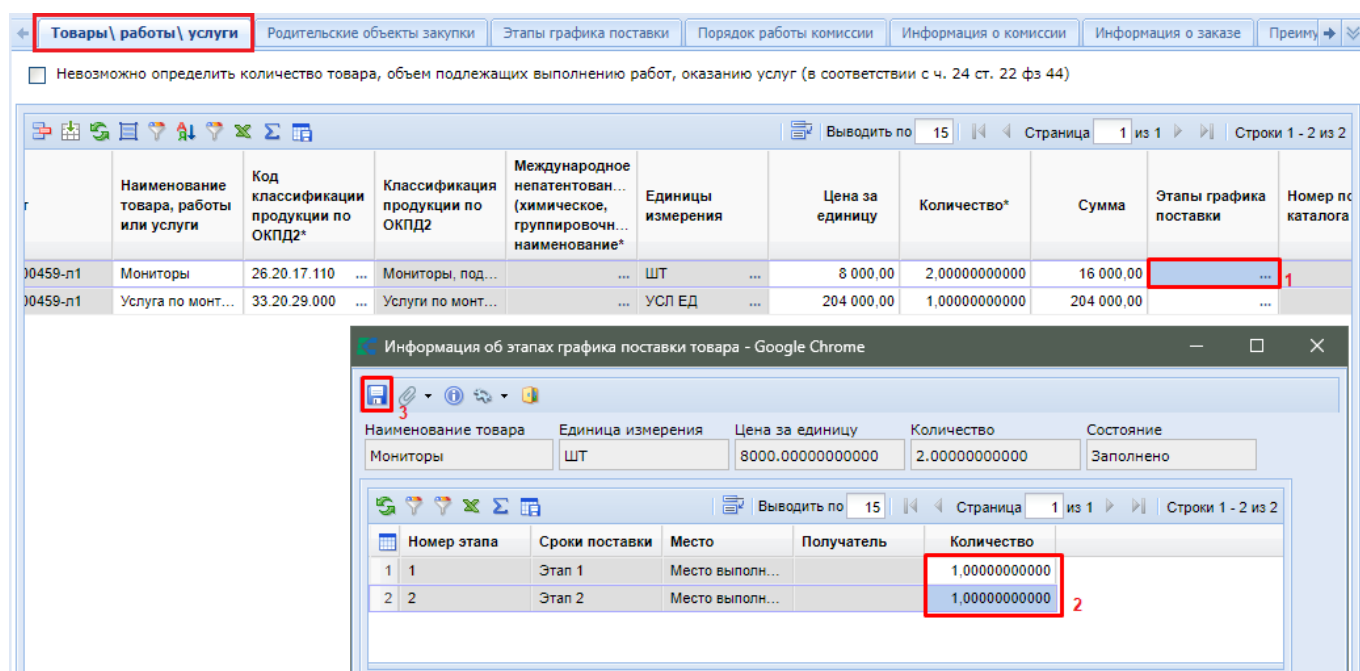 Товары\ работы\ услуги Родительские объекты закупки Этапы графика поставки Порядок работы комиссии Информация о комиссии Информация о заказе Преиму
Невозможно определить количество товара, объем подлежащих выполнению работ, оказанию услуг (в соответствии с ч. 24 ст. 22 фз 44)
Выводить по 15 Страница 1 из 1 Строки 1 - 2 из 2
Наименование товара, работы или услуги
Код классификации продукции по ОКПД2*
Классификация продукции по ОКПД2
Международное непатентован... (химическое, группировочн... наименование*
Единицы измерения
Цена за единицу
Количество*
Сумма
Этапы графика поставки
Номер по каталога
00459-л1 Мониторы 26.20.17.110 ... Мониторы, под... ... ШТ ... 8 000,00 2,00000000000 16 000,00 ... 1
00459-л1 Услуга по монт... 33.20.29.000 ... Услуги по монт... ... УСЛ ЕД ... 204 000,00 1,00000000000 204 000,00 ...
Информация об этапах графика поставки товара - Google Chrome
3
Наименование товара Единица измерения Цена за единицу Количество Состояние
Мониторы ШТ 8000.00000000000 2.00000000000 Заполнено
Выводить по 15 Страница 1 из 1 Строки 1 - 2 из 2
Номер этапа Сроки поставки Место Получатель Количество
1 1 Этап 1 Место выполн... 1,00000000000
2 2 Этап 2 Место выполн... 1,00000000000 2